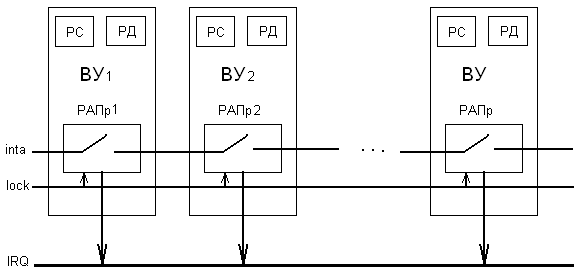 РС РД РС РД РС РД
ВУ1 ВУ2 ВУ
РАПр1 РАПр2 РАПр
inta . . .
lock
IRQ